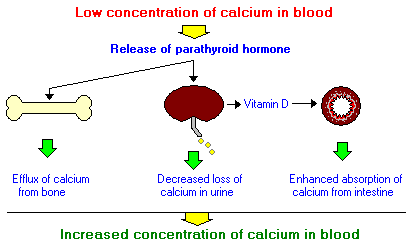 Low concentration of calcium in blood
Release of parathyroid hormone
Vitamin D
Efflux of calcium
from bone
Decreased loss of
calcium in urine
Enhanced absorption of
calcium from intestine
Increased concentration of calcium in blood